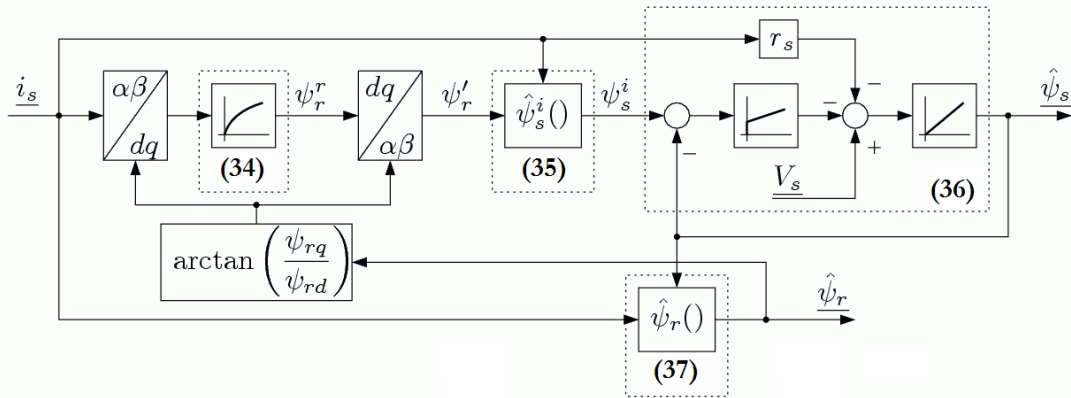 i_s
αβ
dq
(34)
ψ_r^r
dq
αβ
ψ'_r
ψ̂_s^i()
(35)
ψ_s^i
−
r_s
−
−
+
V_s
(36)
ψ̂_s
arctan(ψ_rq/ψ_rd)
ψ̂_r()
(37)
ψ̂_r